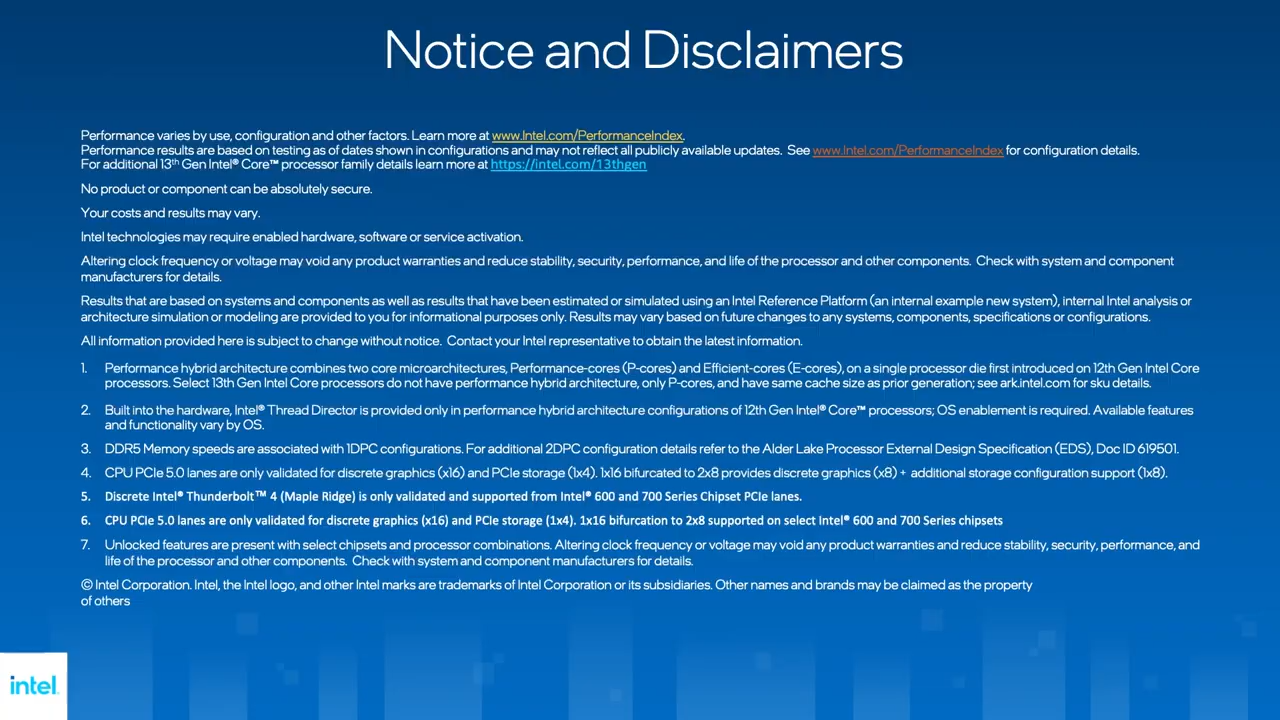 Notice and Disclaimers
Performance varies by use, configuration and other factors. Learn more at www.Intel.com/PerformanceIndex.
Performance results are based on testing as of dates shown in configurations and may not reflect all publicly available updates. See www.Intel.com/PerformanceIndex for configuration details.
For additional 13th Gen Intel® Core™ processor family details learn more at https://intel.com/13thgen
No product or component can be absolutely secure.
Your costs and results may vary.
Intel technologies may require enabled hardware, software or service activation.
Altering clock frequency or voltage may void any product warranties and reduce stability, security, performance, and life of the processor and other components. Check with system and component
manufacturers for details.
Results that are based on systems and components as well as results that have been estimated or simulated using an Intel Reference Platform (an internal example new system), internal Intel analysis or
architecture simulation or modeling are provided to you for informational purposes only. Results may vary based on future changes to any systems, components, specifications or configurations.
All information provided here is subject to change without notice. Contact your Intel representative to obtain the latest information.
1. Performance hybrid architecture combines two core microarchitectures, Performance-cores (P-cores) and Efficient-cores (E-cores), on a single processor die first introduced on 12th Gen Intel Core
processors. Select 13th Gen Intel Core processors do not have performance hybrid architecture, only P-cores, and have same cache size as prior generation; see ark.intel.com for sku details.
2. Built into the hardware, Intel® Thread Director is provided only in performance hybrid architecture configurations of 12th Gen Intel® Core™ processors; OS enablement is required. Available features
and functionality vary by OS.
3. DDR5 Memory speeds are associated with 1DPC configurations. For additional 2DPC configuration details refer to the Alder Lake Processor External Design Specification (EDS), Doc ID 619501.
4. CPU PCIe 5.0 lanes are only validated for discrete graphics (x16) and PCIe storage (1x4). 1x16 bifurcated to 2x8 provides discrete graphics (x8) + additional storage configuration support (1x8).
5. Discrete Intel® Thunderbolt™ 4 (Maple Ridge) is only validated and supported from Intel® 600 and 700 Series Chipset PCIe lanes.
6. CPU PCIe 5.0 lanes are only validated for discrete graphics (x16) and PCIe storage (1x4). 1x16 bifurcation to 2x8 supported on select Intel® 600 and 700 Series chipsets
7. Unlocked features are present with select chipsets and processor combinations. Altering clock frequency or voltage may void any product warranties and reduce stability, security, performance, and
life of the processor and other components. Check with system and component manufacturers for details.
© Intel Corporation. Intel, the Intel logo, and other Intel marks are trademarks of Intel Corporation or its subsidiaries. Other names and brands may be claimed as the property
of others
intel.